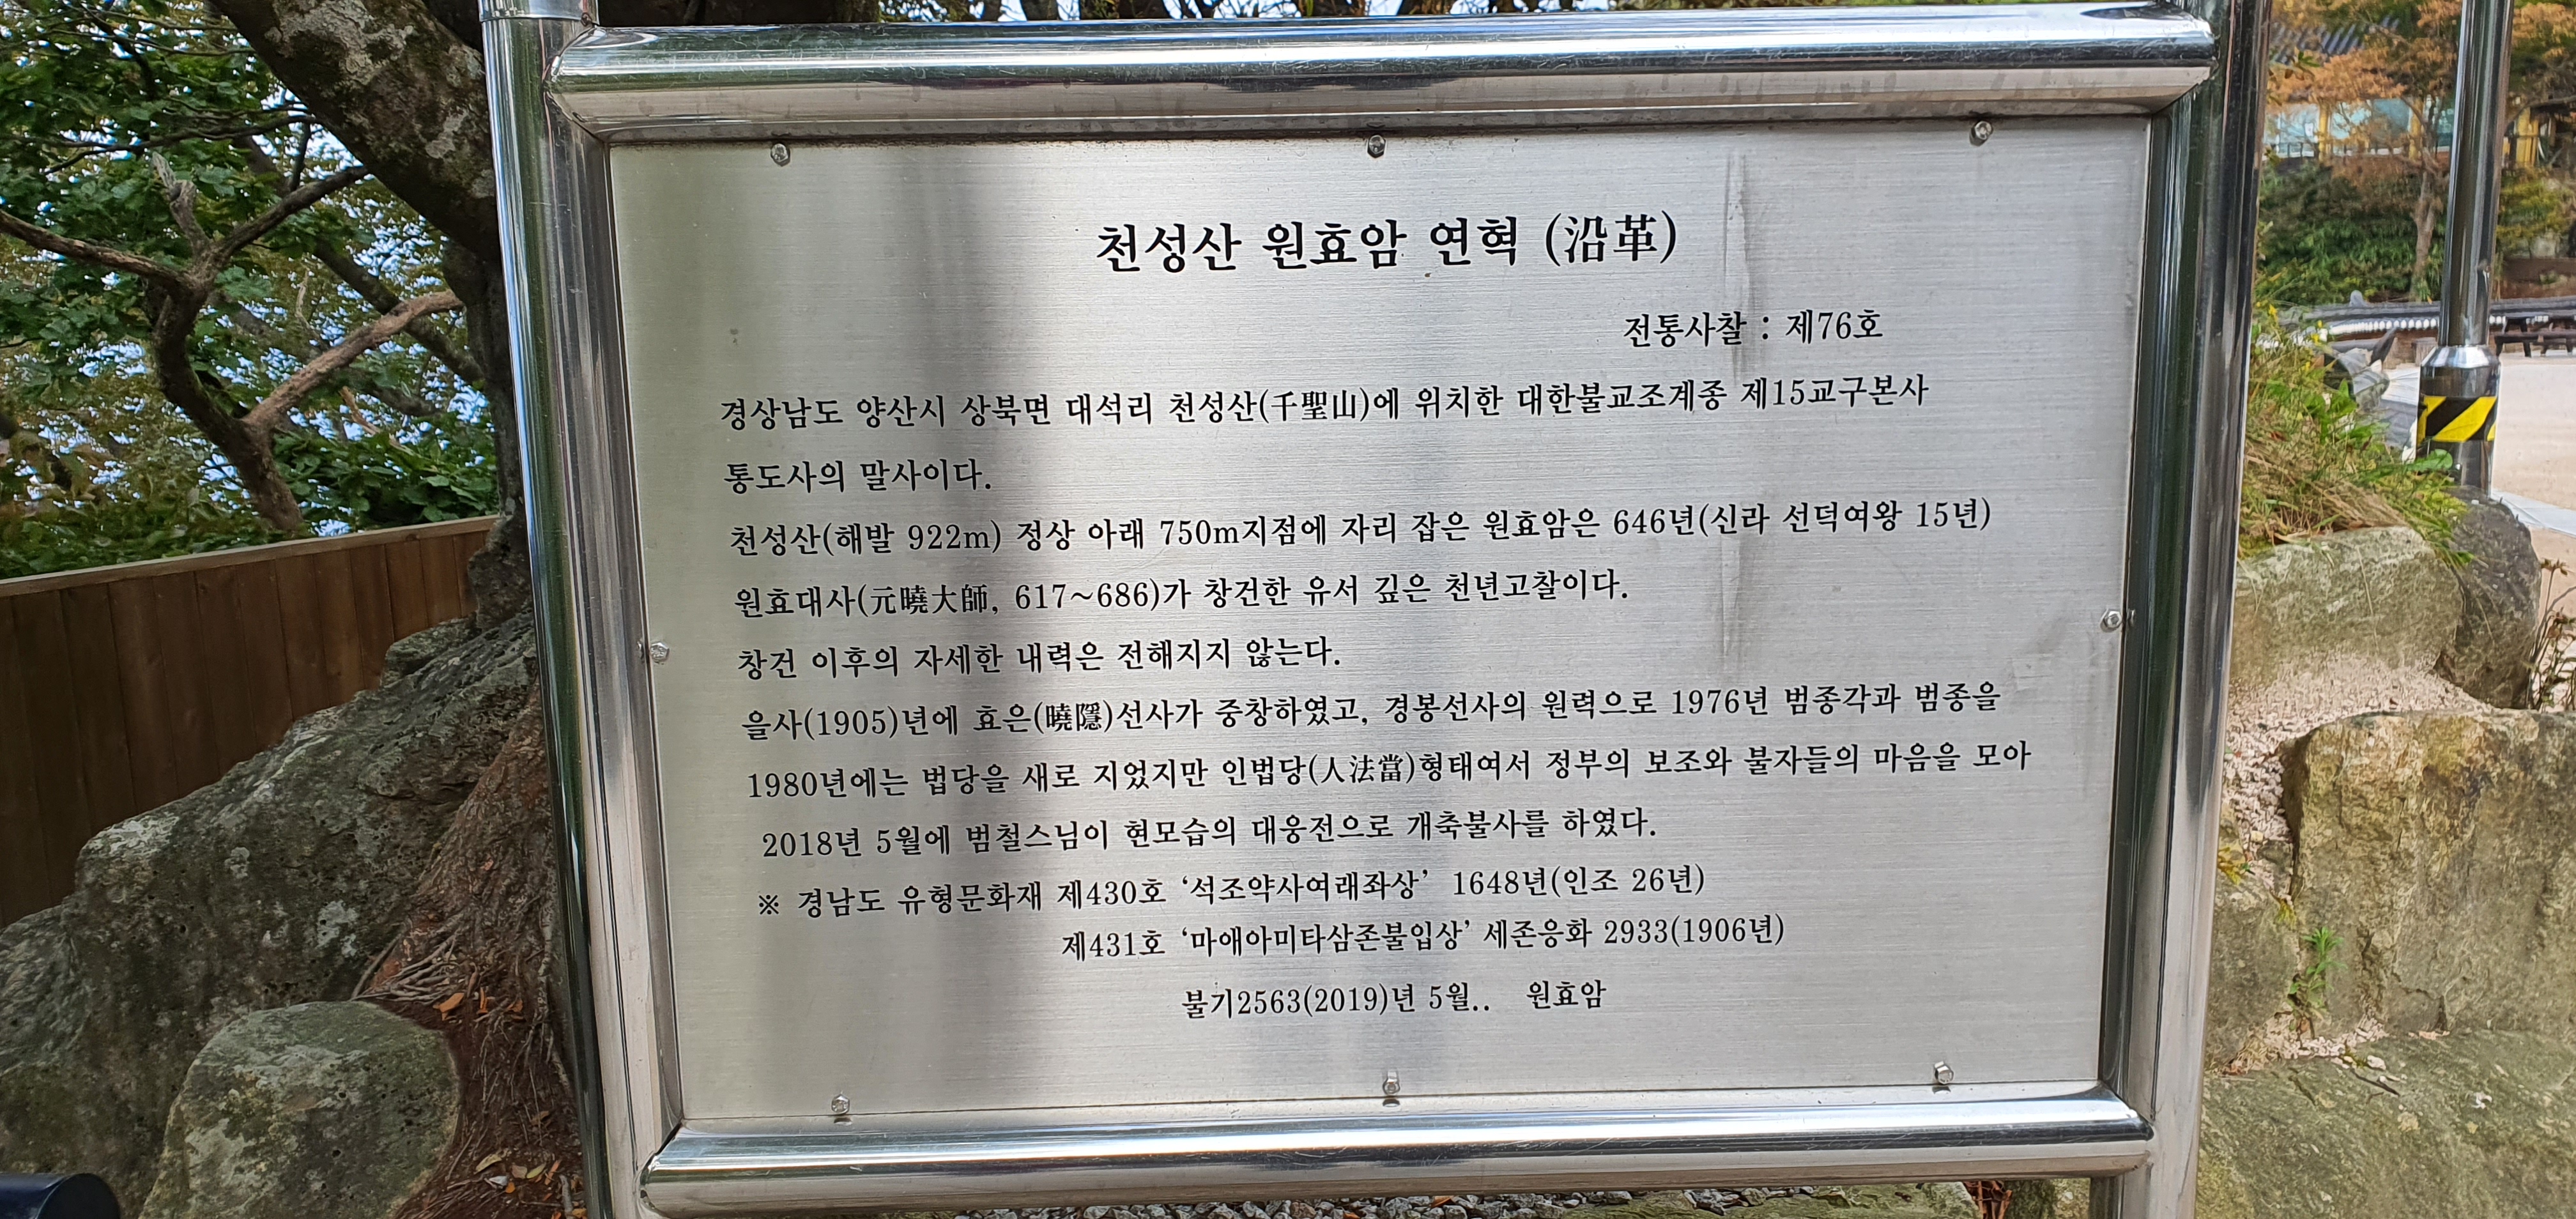 천성산 원효암 연혁 (沿革)
전통사찰 : 제76호
경상남도 양산시 상북면 대석리 천성산(千聖山)에 위치한 대한불교조계종 제15교구본사
통도사의 말사이다.
천성산(해발 922m) 정상 아래 750m지점에 자리 잡은 원효암은 646년(신라 선덕여왕 15년)
원효대사(元曉大師, 617~686)가 창건한 유서 깊은 천년고찰이다.
창건 이후의 자세한 내력은 전해지지 않는다.
을사(1905)년에 효은(曉隱)선사가 중창하였고, 경봉선사의 원력으로 1976년 범종각과 범종을
1980년에는 법당을 새로 지었지만 인법당(人法當)형태여서 정부의 보조와 불자들의 마음을 모아
2018년 5월에 범철스님이 현모습의 대웅전으로 개축불사를 하였다.
※ 경남도 유형문화재 제430호 ‘석조약사여래좌상’ 1648년(인조 26년)
제431호 ‘마애아미타삼존불입상’ 세존응화 2933(1906년)
불기2563(2019)년 5월.. 원효암